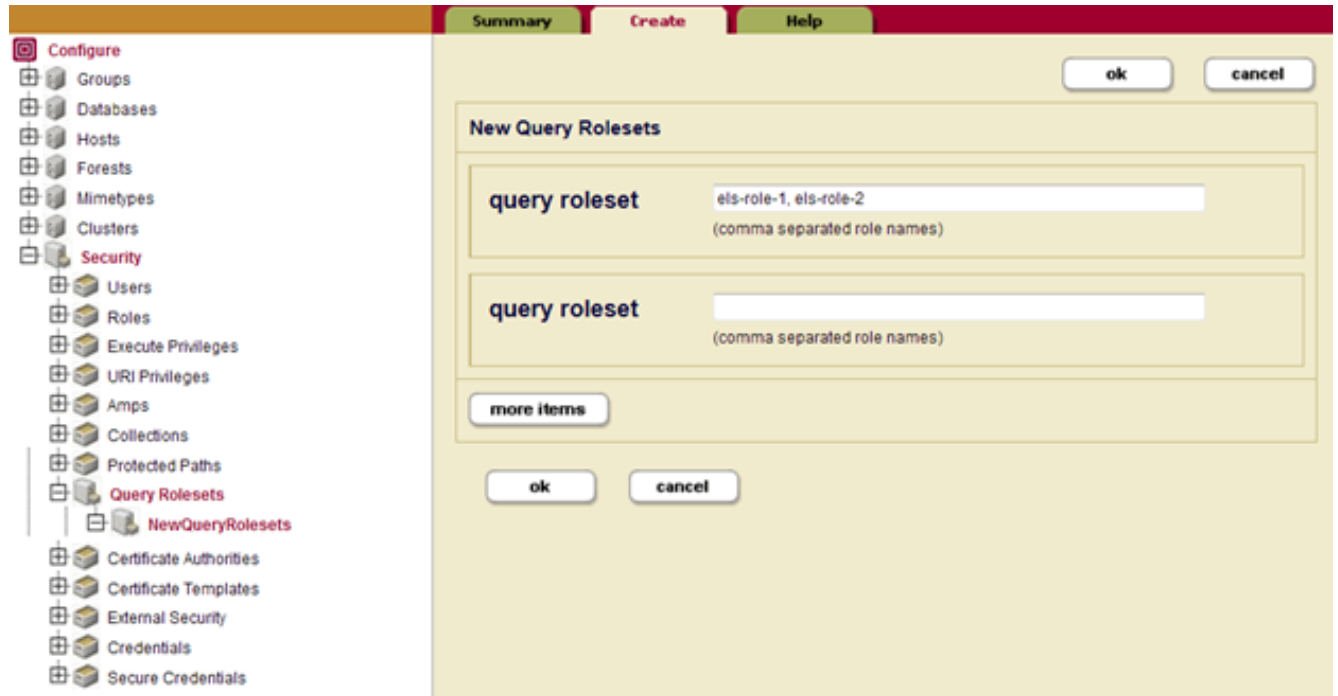 Summary
Create
Help
Configure
Groups
Databases
Hosts
Forests
Mimetypes
Clusters
Security
Users
Roles
Execute Privileges
URI Privileges
Amps
Collections
Protected Paths
Query Rolesets
NewQueryRolesets
Certificate Authorities
Certificate Templates
External Security
Credentials
Secure Credentials
ok
cancel
New Query Rolesets
query roleset
els-role-1, els-role-2
(comma separated role names)
query roleset
(comma separated role names)
more items
ok
cancel